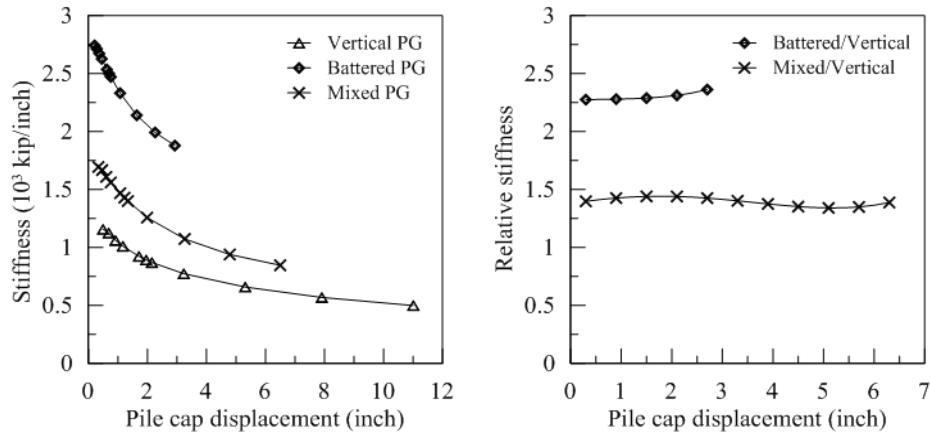 3
2.5
2
1.5
1
0.5
0
Stiffness (10³ kip/inch)
Vertical PG
Battered PG
Mixed PG
0 2 4 6 8 10 12
Pile cap displacement (inch)
3
2.5
2
1.5
1
0.5
0
Relative stiffness
Battered/Vertical
Mixed/Vertical
0 1 2 3 4 5 6 7
Pile cap displacement (inch)